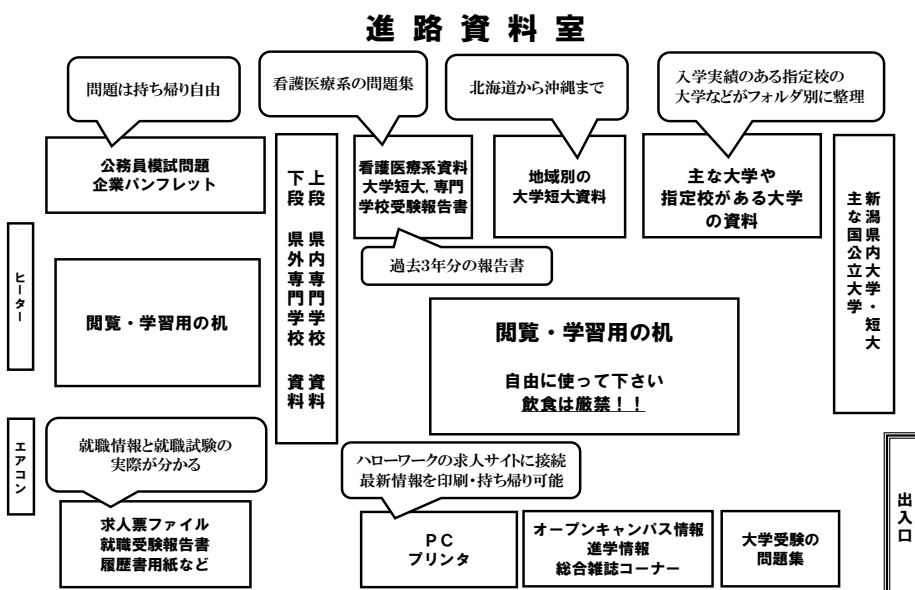 進路資料室
問題は持ち帰り自由
看護医療系の問題集
北海道から沖縄まで
入学実績のある指定校の
大学などがフォルダ別に整理
公務員模試問題
企業パンフレット
上段　県内専門学校　資料
下段　県外専門学校　資料
看護医療系資料
大学短大，専門
学校受験報告書
地域別の
大学短大資料
主な大学や
指定校がある大学
の資料
新潟県内大学・短大
主な国公立大学
過去3年分の報告書
ヒーター
閲覧・学習用の机
閲覧・学習用の机
自由に使って下さい
飲食は厳禁！！
エアコン
就職情報と就職試験の
実際が分かる
ハローワークの求人サイトに接続
最新情報を印刷・持ち帰り可能
出入口
求人票ファイル
就職受験報告書
履歴書用紙など
ＰＣ
プリンタ
オープンキャンパス情報
進学情報
総合雑誌コーナー
大学受験の
問題集